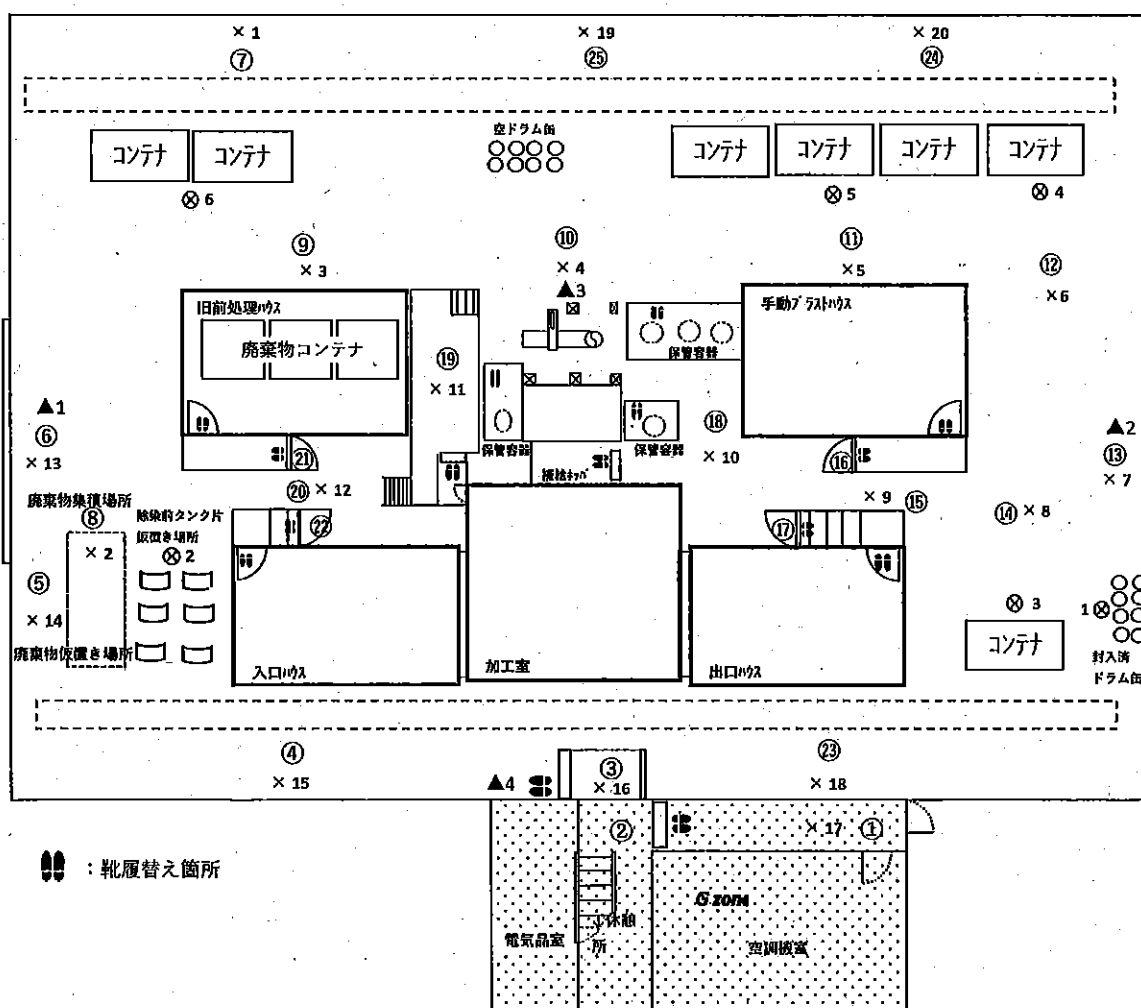 × 1 × 19 × 20
⑦ ㉕ ㉔
空ドラム缶
コンテナ コンテナ コンテナ コンテナ コンテナ コンテナ
⊗ 6 ⊗ 5 ⊗ 4
⑨ ⑩ ⑪ ⑫
× 3 × 4 × 5 ×6
▲3
旧前処理ハウス 手動ブラストハウス
廃棄物コンテナ
保管容器
⑲
× 11
▲1 ⑱ ▲2
⑥ 保管容器 保管容器 ⑬
× 13 ㉑ × 10 ⑯ × 7
廃棄物集積場所 ⑳ × 12 × 9 ⑮
⑧ 除染前タンク片 ⑭ × 8
仮置き場所 ㉒ ⑰
× 2 ⊗ 2
⑤
× 14 ⊗ 3 1 ⊗
コンテナ
廃棄物仮置き場所 封入済
ドラム缶
入口ハウス 加工室 出口ハウス
④ ③ ㉓
× 15 ▲4 × 16 × 18
② × 17 ①
：靴履替え箇所
G zone
休憩
所
電気品室 空調機室